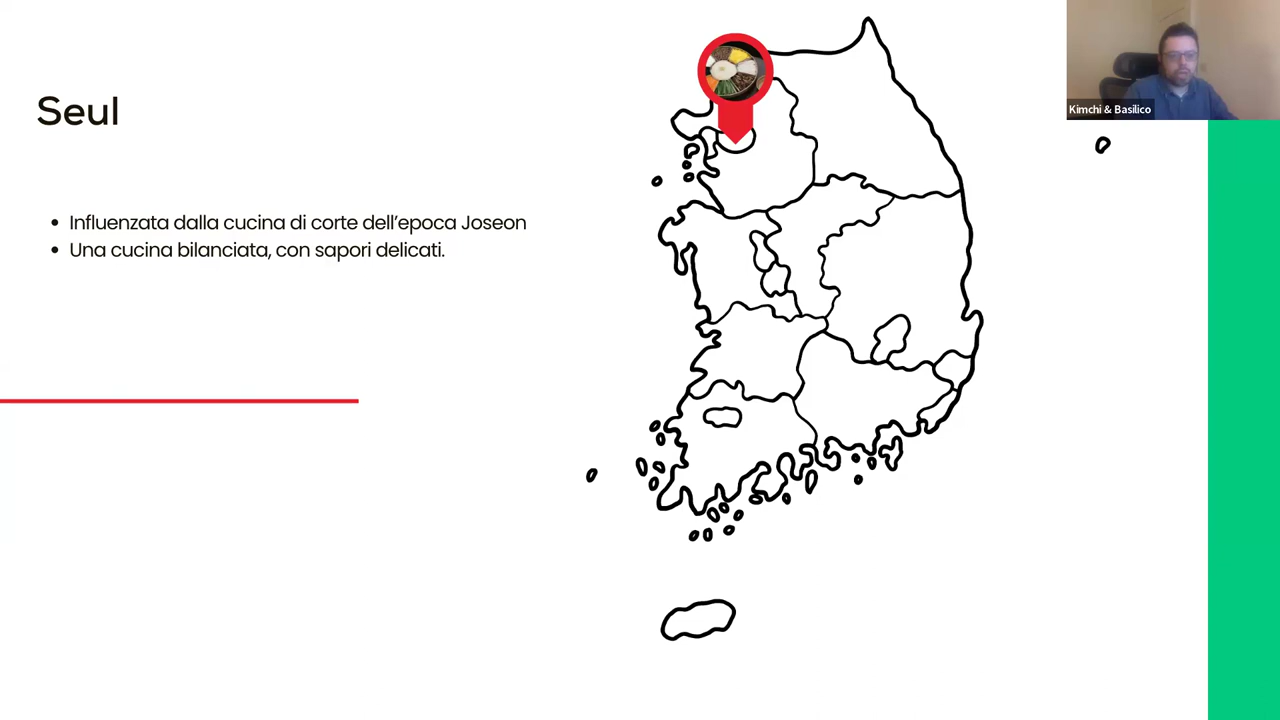 Seul
Influenzata dalla cucina di corte dell’epoca Joseon
Una cucina bilanciata, con sapori delicati.
Kimchi & Basilico